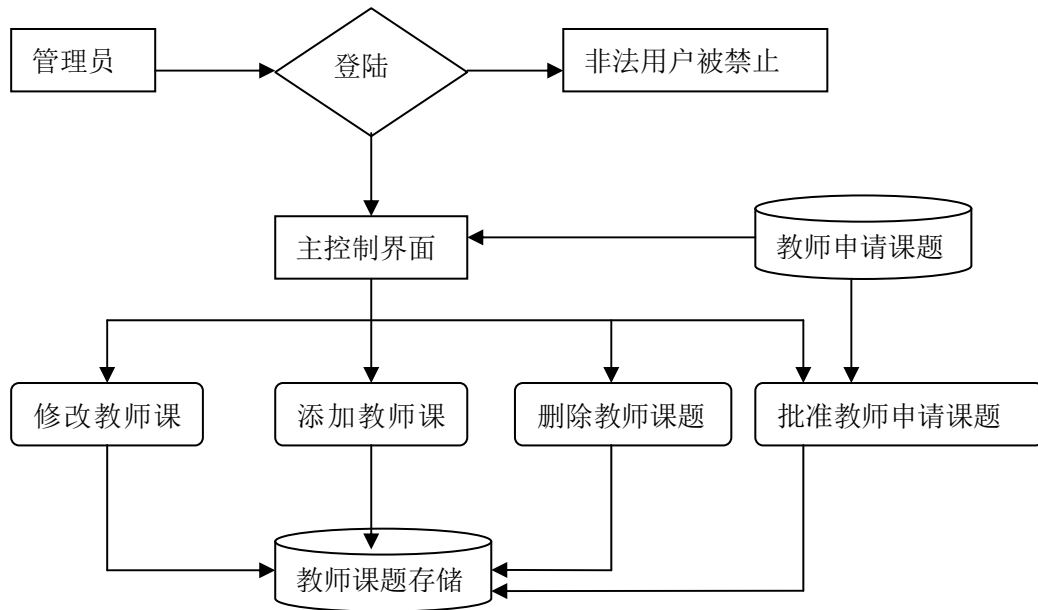 管理员
登陆
非法用户被禁止
主控制界面
教师申请课题
修改教师课
添加教师课
删除教师课题
批准教师申请课题
教师课题存储